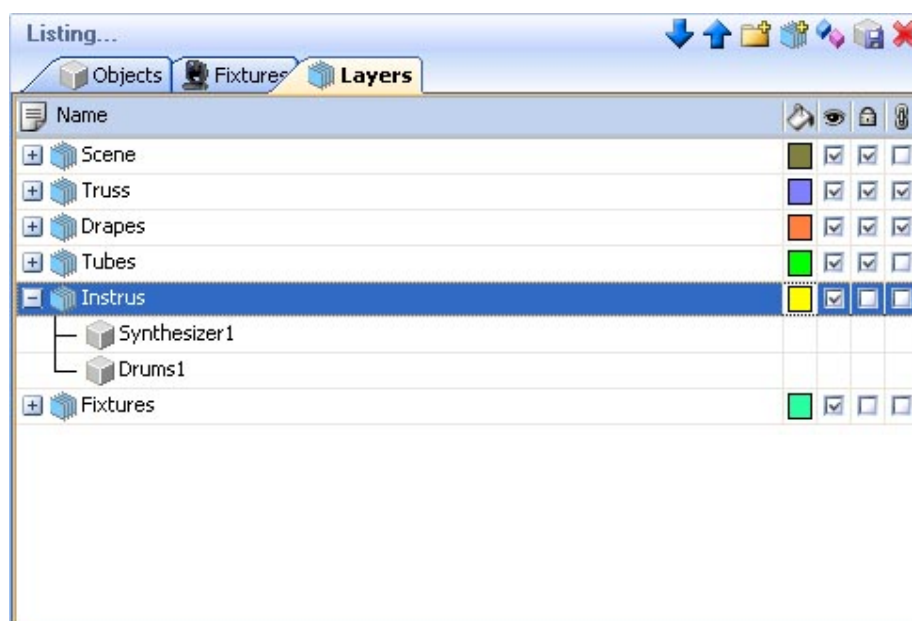 Listing...
Objects Fixtures Layers
Name
Scene
Truss
Drapes
Tubes
Instrus
Synthesizer1
Drums1
Fixtures